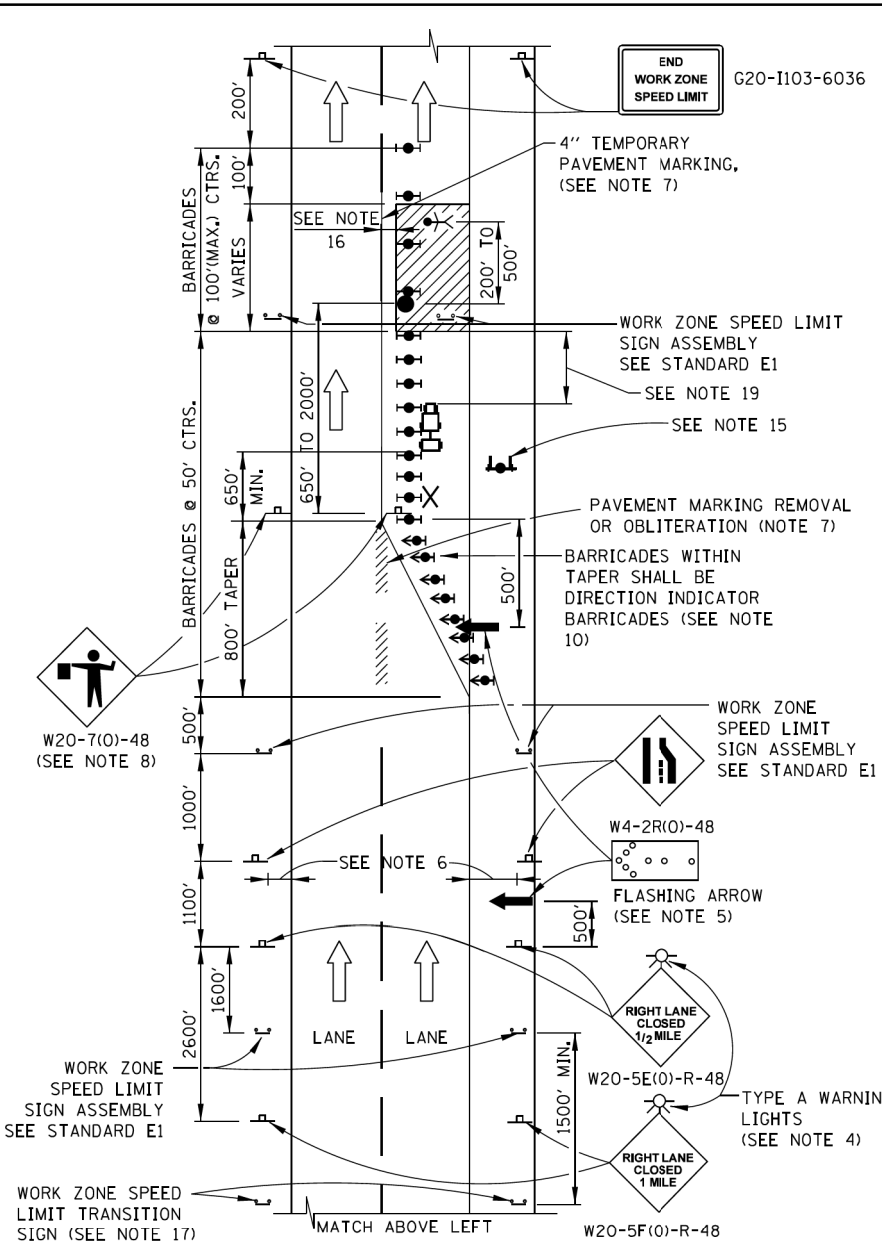 END
WORK ZONE
SPEED LIMIT
G20-I103-6036
200'
4'' TEMPORARY
PAVEMENT MARKING,
(SEE NOTE 7)
BARRICADES
@ 100'(MAX.) CTRS.
100'
VARIES
SEE NOTE
16
200' TO
500'
WORK ZONE SPEED LIMIT
SIGN ASSEMBLY
SEE STANDARD E1
SEE NOTE 19
SEE NOTE 15
BARRICADES @ 50' CTRS.
650' TO 2000'
650'
MIN.
PAVEMENT MARKING REMOVAL
OR OBLITERATION (NOTE 7)
BARRICADES WITHIN
TAPER SHALL BE
DIRECTION INDICATOR
BARRICADES (SEE NOTE
10)
500'
800' TAPER
W20-7(O)-48
(SEE NOTE 8)
500'
WORK ZONE
SPEED LIMIT
SIGN ASSEMBLY
SEE STANDARD E1
1000'
W4-2R(O)-48
SEE NOTE 6
FLASHING ARROW
(SEE NOTE 5)
1100'
500'
1600'
2600'
LANE
LANE
RIGHT LANE
CLOSED
1/2 MILE
W20-5E(O)-R-48
WORK ZONE
SPEED LIMIT
SIGN ASSEMBLY
SEE STANDARD E1
1500' MIN.
TYPE A WARNIN
LIGHTS
(SEE NOTE 4)
RIGHT LANE
CLOSED
1 MILE
W20-5F(O)-R-48
WORK ZONE SPEED
LIMIT TRANSITION
SIGN (SEE NOTE 17)
MATCH ABOVE LEFT